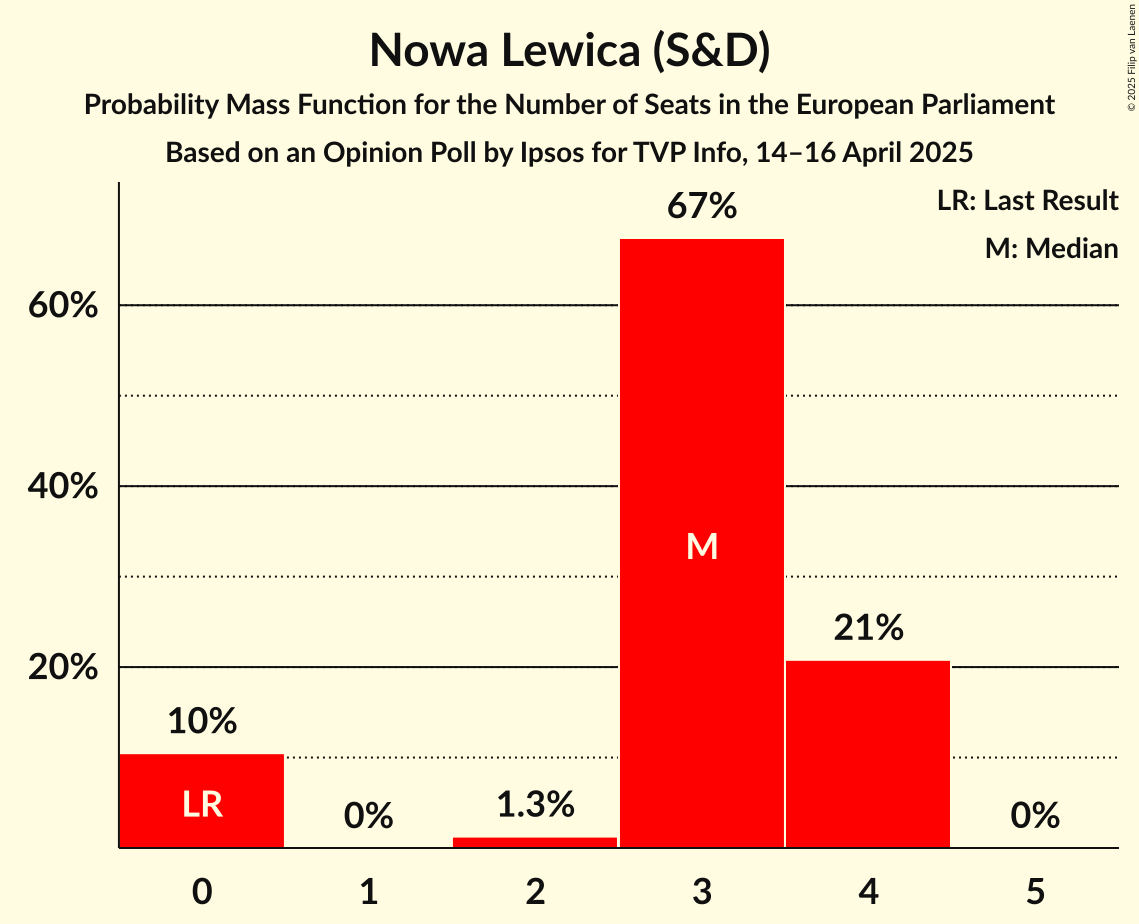 Nowa Lewica (S&D)
Probability Mass Function for the Number of Seats in the European Parliament
Based on an Opinion Poll by Ipsos for TVP Info, 14–16 April 2025
© 2025 Filip van Laenen
LR: Last Result
M: Median
67%
60%
40%
M
21%
20%
10%
LR
0%
1.3%
0%
0 1 2 3 4 5